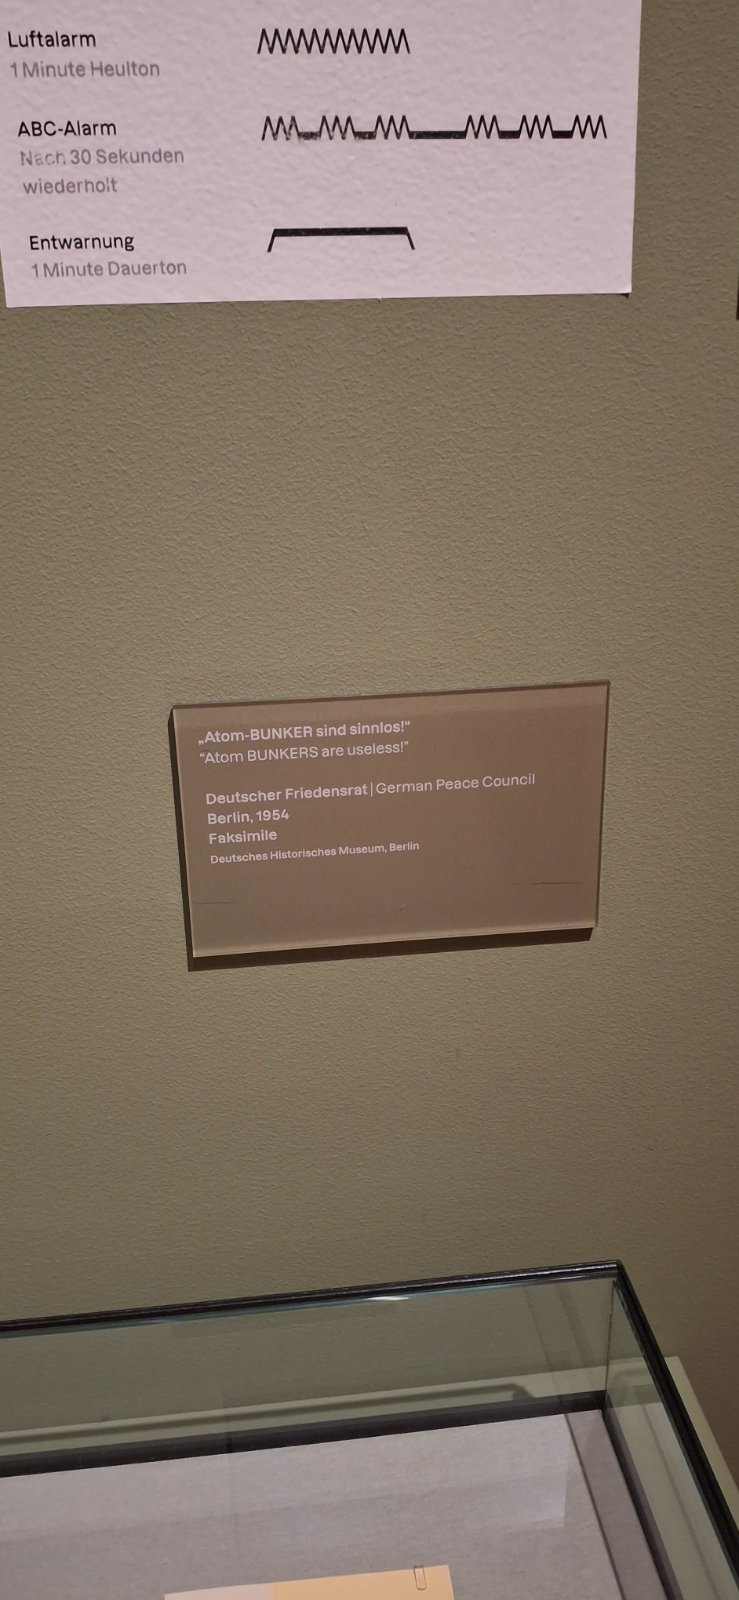 Luftalarm
1 Minute Heulton
ABC-Alarm
Nach 30 Sekunden
wiederholt
Entwarnung
1 Minute Dauerton
„Atom-BUNKER sind sinnlos!“
“Atom BUNKERS are useless!”
Deutscher Friedensrat | German Peace Council
Berlin, 1954
Faksimile
Deutsches Historisches Museum, Berlin